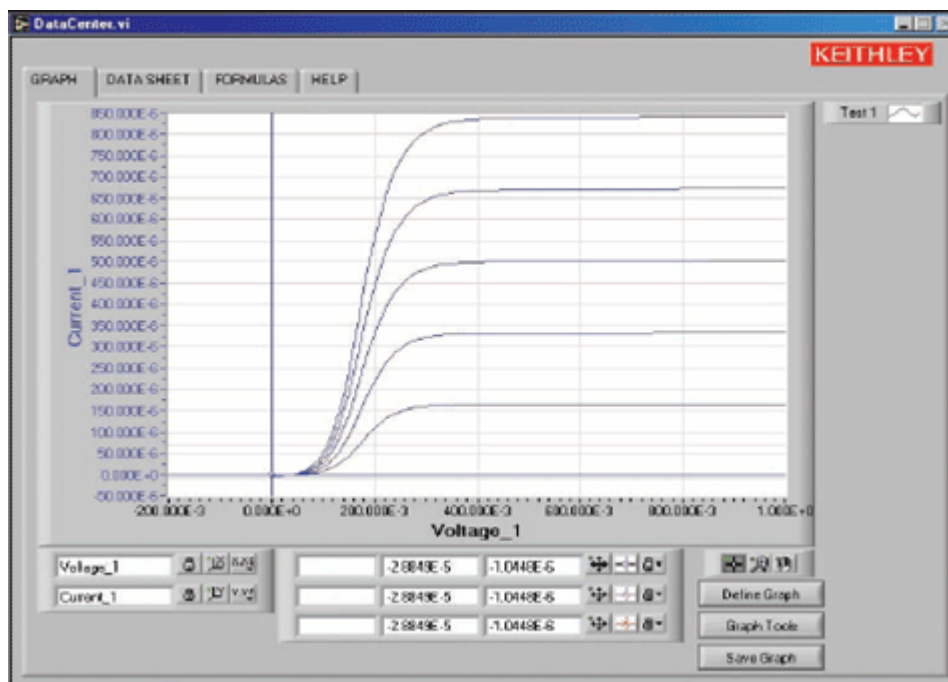 DataCenter.vi
KEITHLEY
GRAPH DATA SHEET FORMULAS HELP
Test 1
850.000E-6
800.000E-6
750.000E-6
700.000E-6
650.000E-6
600.000E-6
550.000E-6
500.000E-6
450.000E-6
400.000E-6
350.000E-6
300.000E-6
250.000E-6
200.000E-6
150.000E-6
100.000E-6
50.000E-6
0.000E+0
-50.000E-6
Current_1
-200.000E-3 0.000E+0 200.000E-3 400.000E-3 600.000E-3 800.000E-3 1.000E+0
Voltage_1
Voltage_1 -2.8849E-5 -1.0448E-6
Current_1 -2.8849E-5 -1.0448E-6
-2.8849E-5 -1.0448E-6
Define Graph
Graph Tools
Save Graph